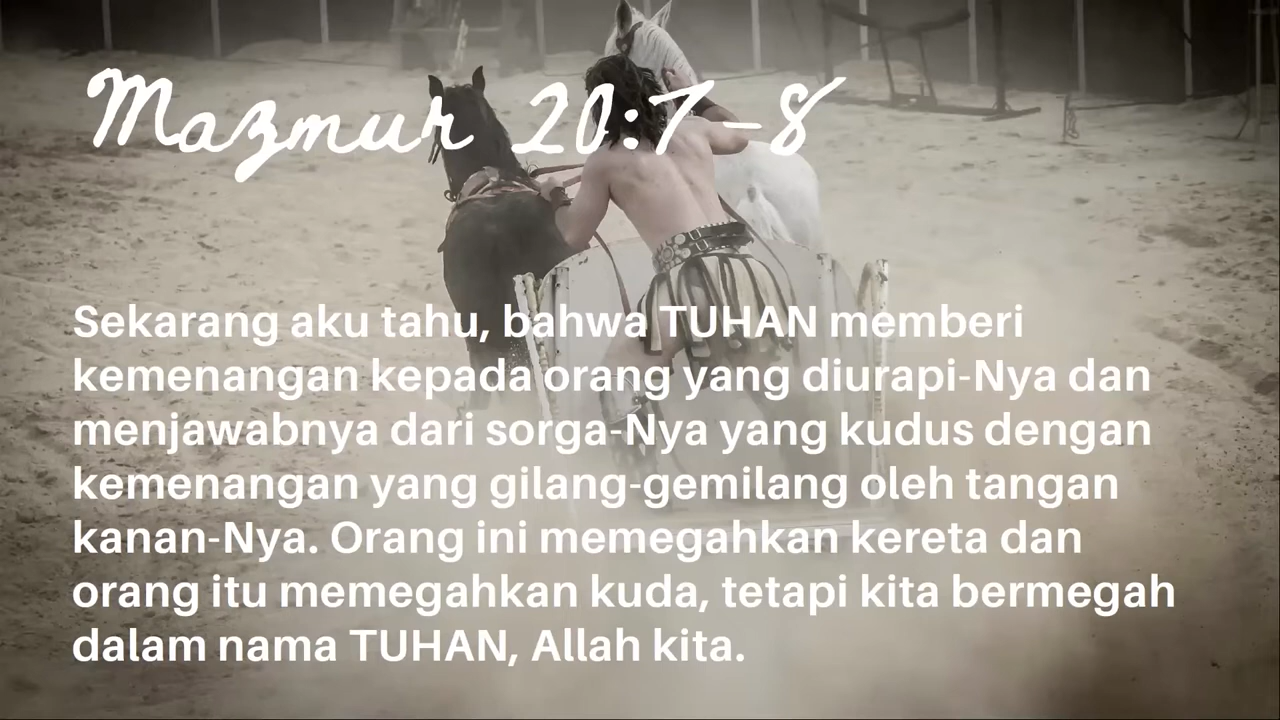 Mazmur 20:7-8
Sekarang aku tahu, bahwa TUHAN memberi
kemenangan kepada orang yang diurapi-Nya dan
menjawabnya dari sorga-Nya yang kudus dengan
kemenangan yang gilang-gemilang oleh tangan
kanan-Nya. Orang ini memegahkan kereta dan
orang itu memegahkan kuda, tetapi kita bermegah
dalam nama TUHAN, Allah kita.